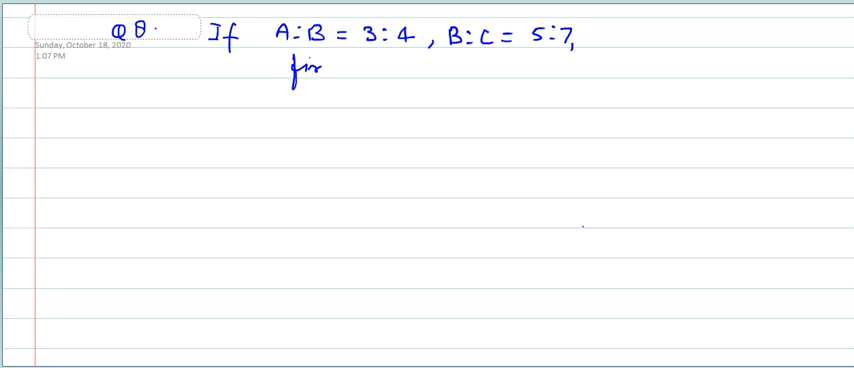 Q8. If A:B = 3:4, B:C = 5:7,
Sunday, October 18, 2020
1:07 PM
fin